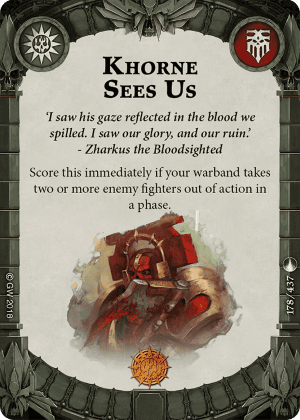 Khorne
Sees Us
'I saw his gaze reflected in the blood we
spilled. I saw our glory, and our ruin.'
- Zharkus the Bloodsighted
Score this immediately if your warband takes
two or more enemy fighters out of action in
a phase.
© GW 2018
178/437